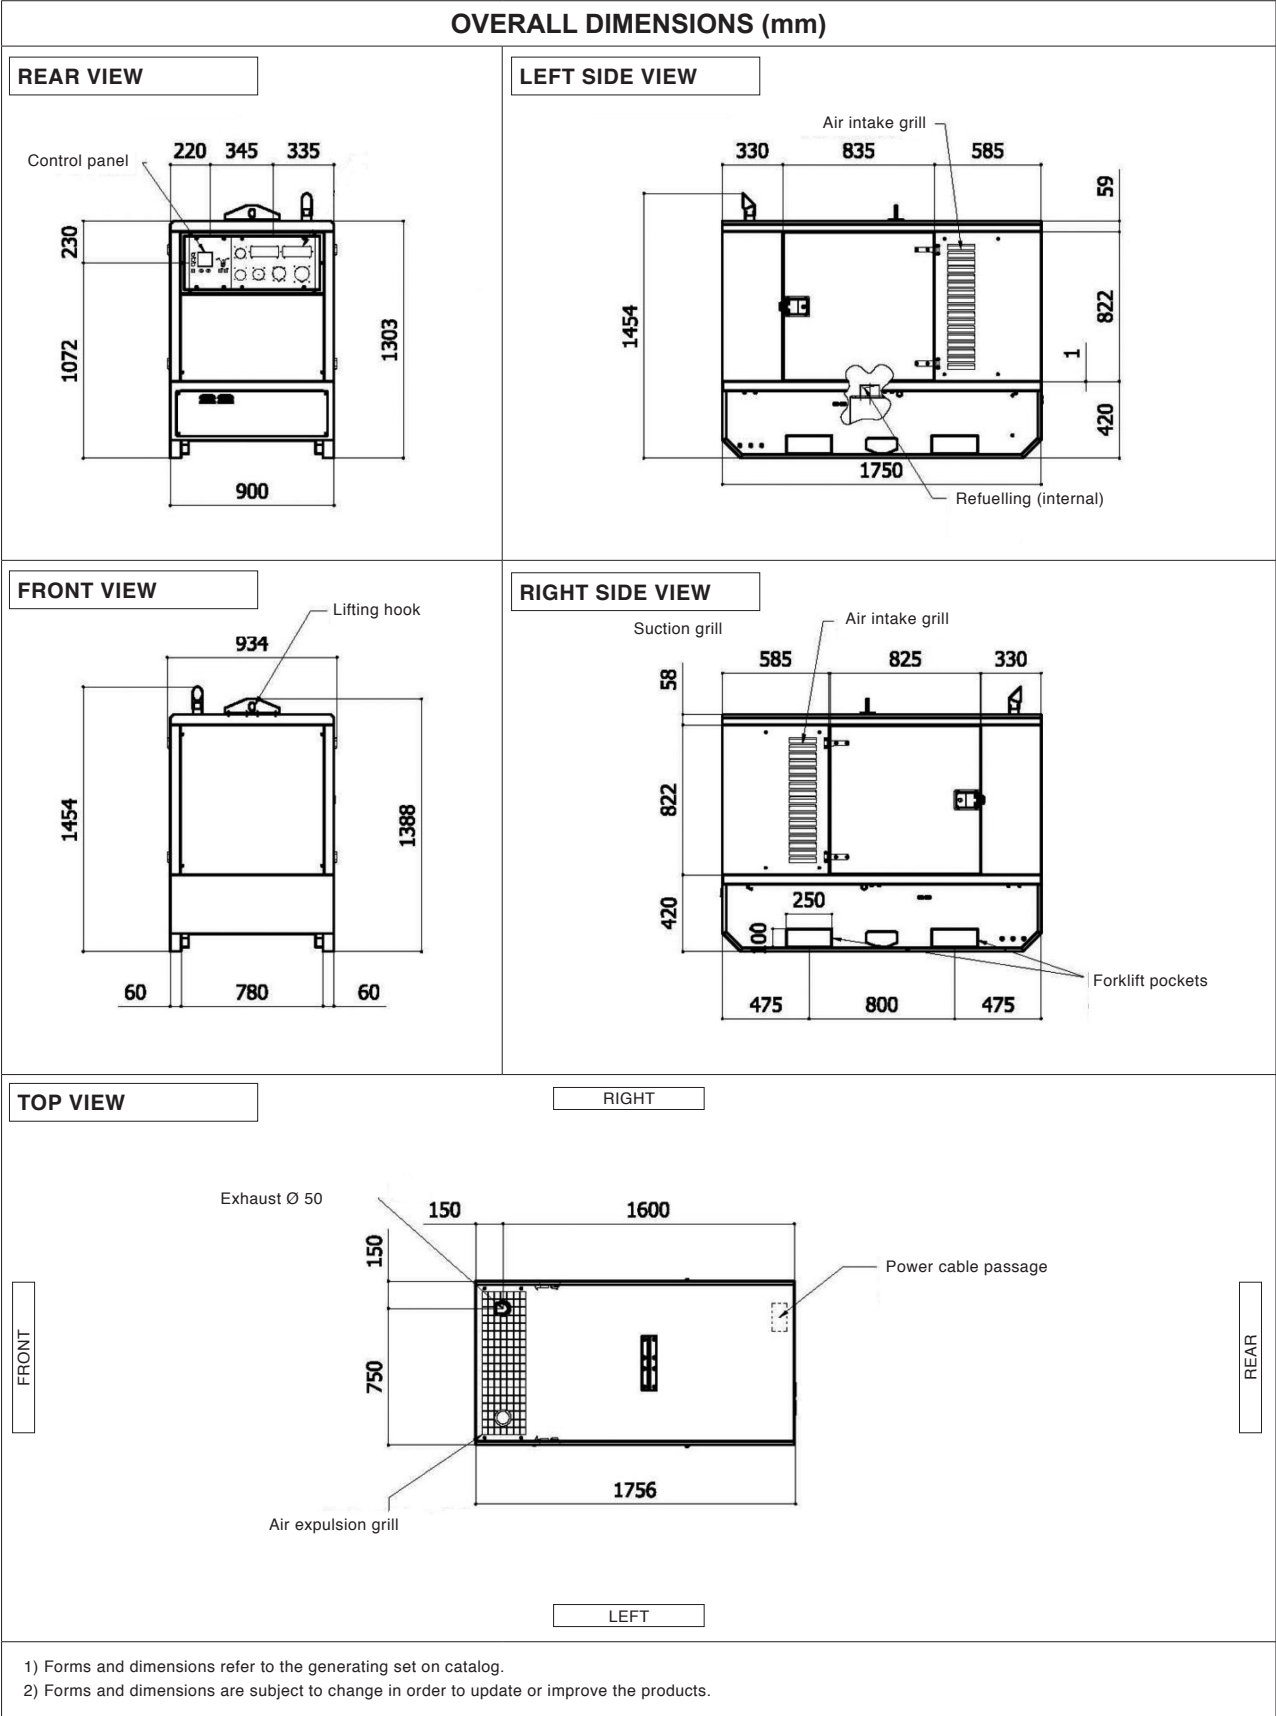 OVERALL DIMENSIONS (mm)
REAR VIEW
Control panel
220 345 335
230
1072
1303
900
LEFT SIDE VIEW
Air intake grill
330 835 585
59
1454
822
1
420
1750
Refuelling (internal)
FRONT VIEW
Lifting hook
934
1454
1388
60 780 60
RIGHT SIDE VIEW
Suction grill
Air intake grill
585 825 330
58
822
420
250
100
Forklift pockets
475 800 475
TOP VIEW
RIGHT
Exhaust Ø 50
150 1600
150
Power cable passage
FRONT
REAR
750
1756
Air expulsion grill
LEFT
1) Forms and dimensions refer to the generating set on catalog.
2) Forms and dimensions are subject to change in order to update or improve the products.